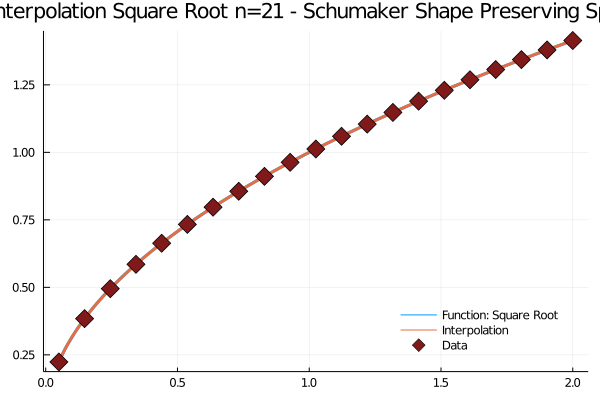 nterpolation Square Root n=21 - Schumaker Shape Preserving Sp
1.25
1.00
0.75
0.50
0.25
0.0
0.5
1.0
1.5
2.0
Function: Square Root
Interpolation
Data